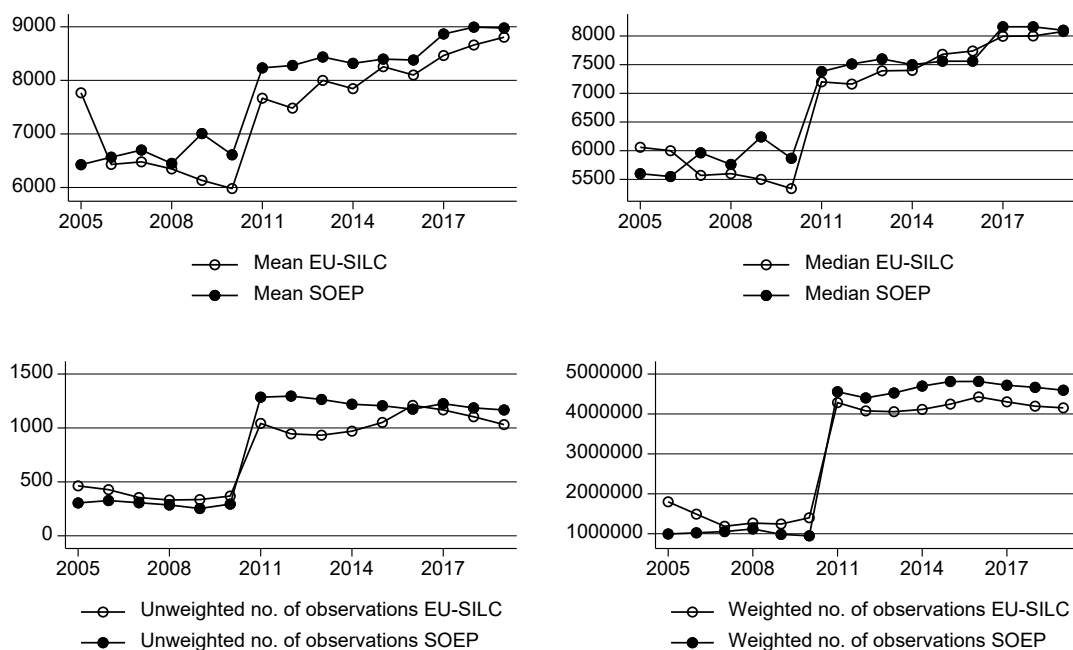 9000
8000
7000
6000
2005 2008 2011 2014 2017
Mean EU-SILC
Mean SOEP
8000
7500
7000
6500
6000
5500
2005 2008 2011 2014 2017
Median EU-SILC
Median SOEP
1500
1000
500
0
2005 2008 2011 2014 2017
Unweighted no. of observations EU-SILC
Unweighted no. of observations SOEP
5000000
4000000
3000000
2000000
1000000
2005 2008 2011 2014 2017
Weighted no. of observations EU-SILC
Weighted no. of observations SOEP